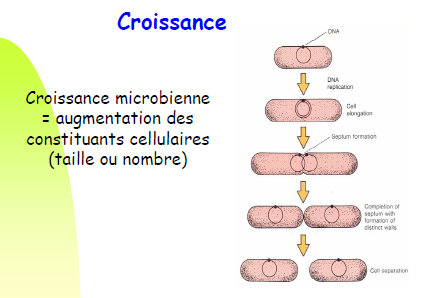 Croissance
Croissance microbienne
= augmentation des
constituants cellulaires
(taille ou nombre)
DNA
DNA
replication
Cell
elongation
Septum formation
Completion of
septum with
formation of
distinct walls
Cell separation